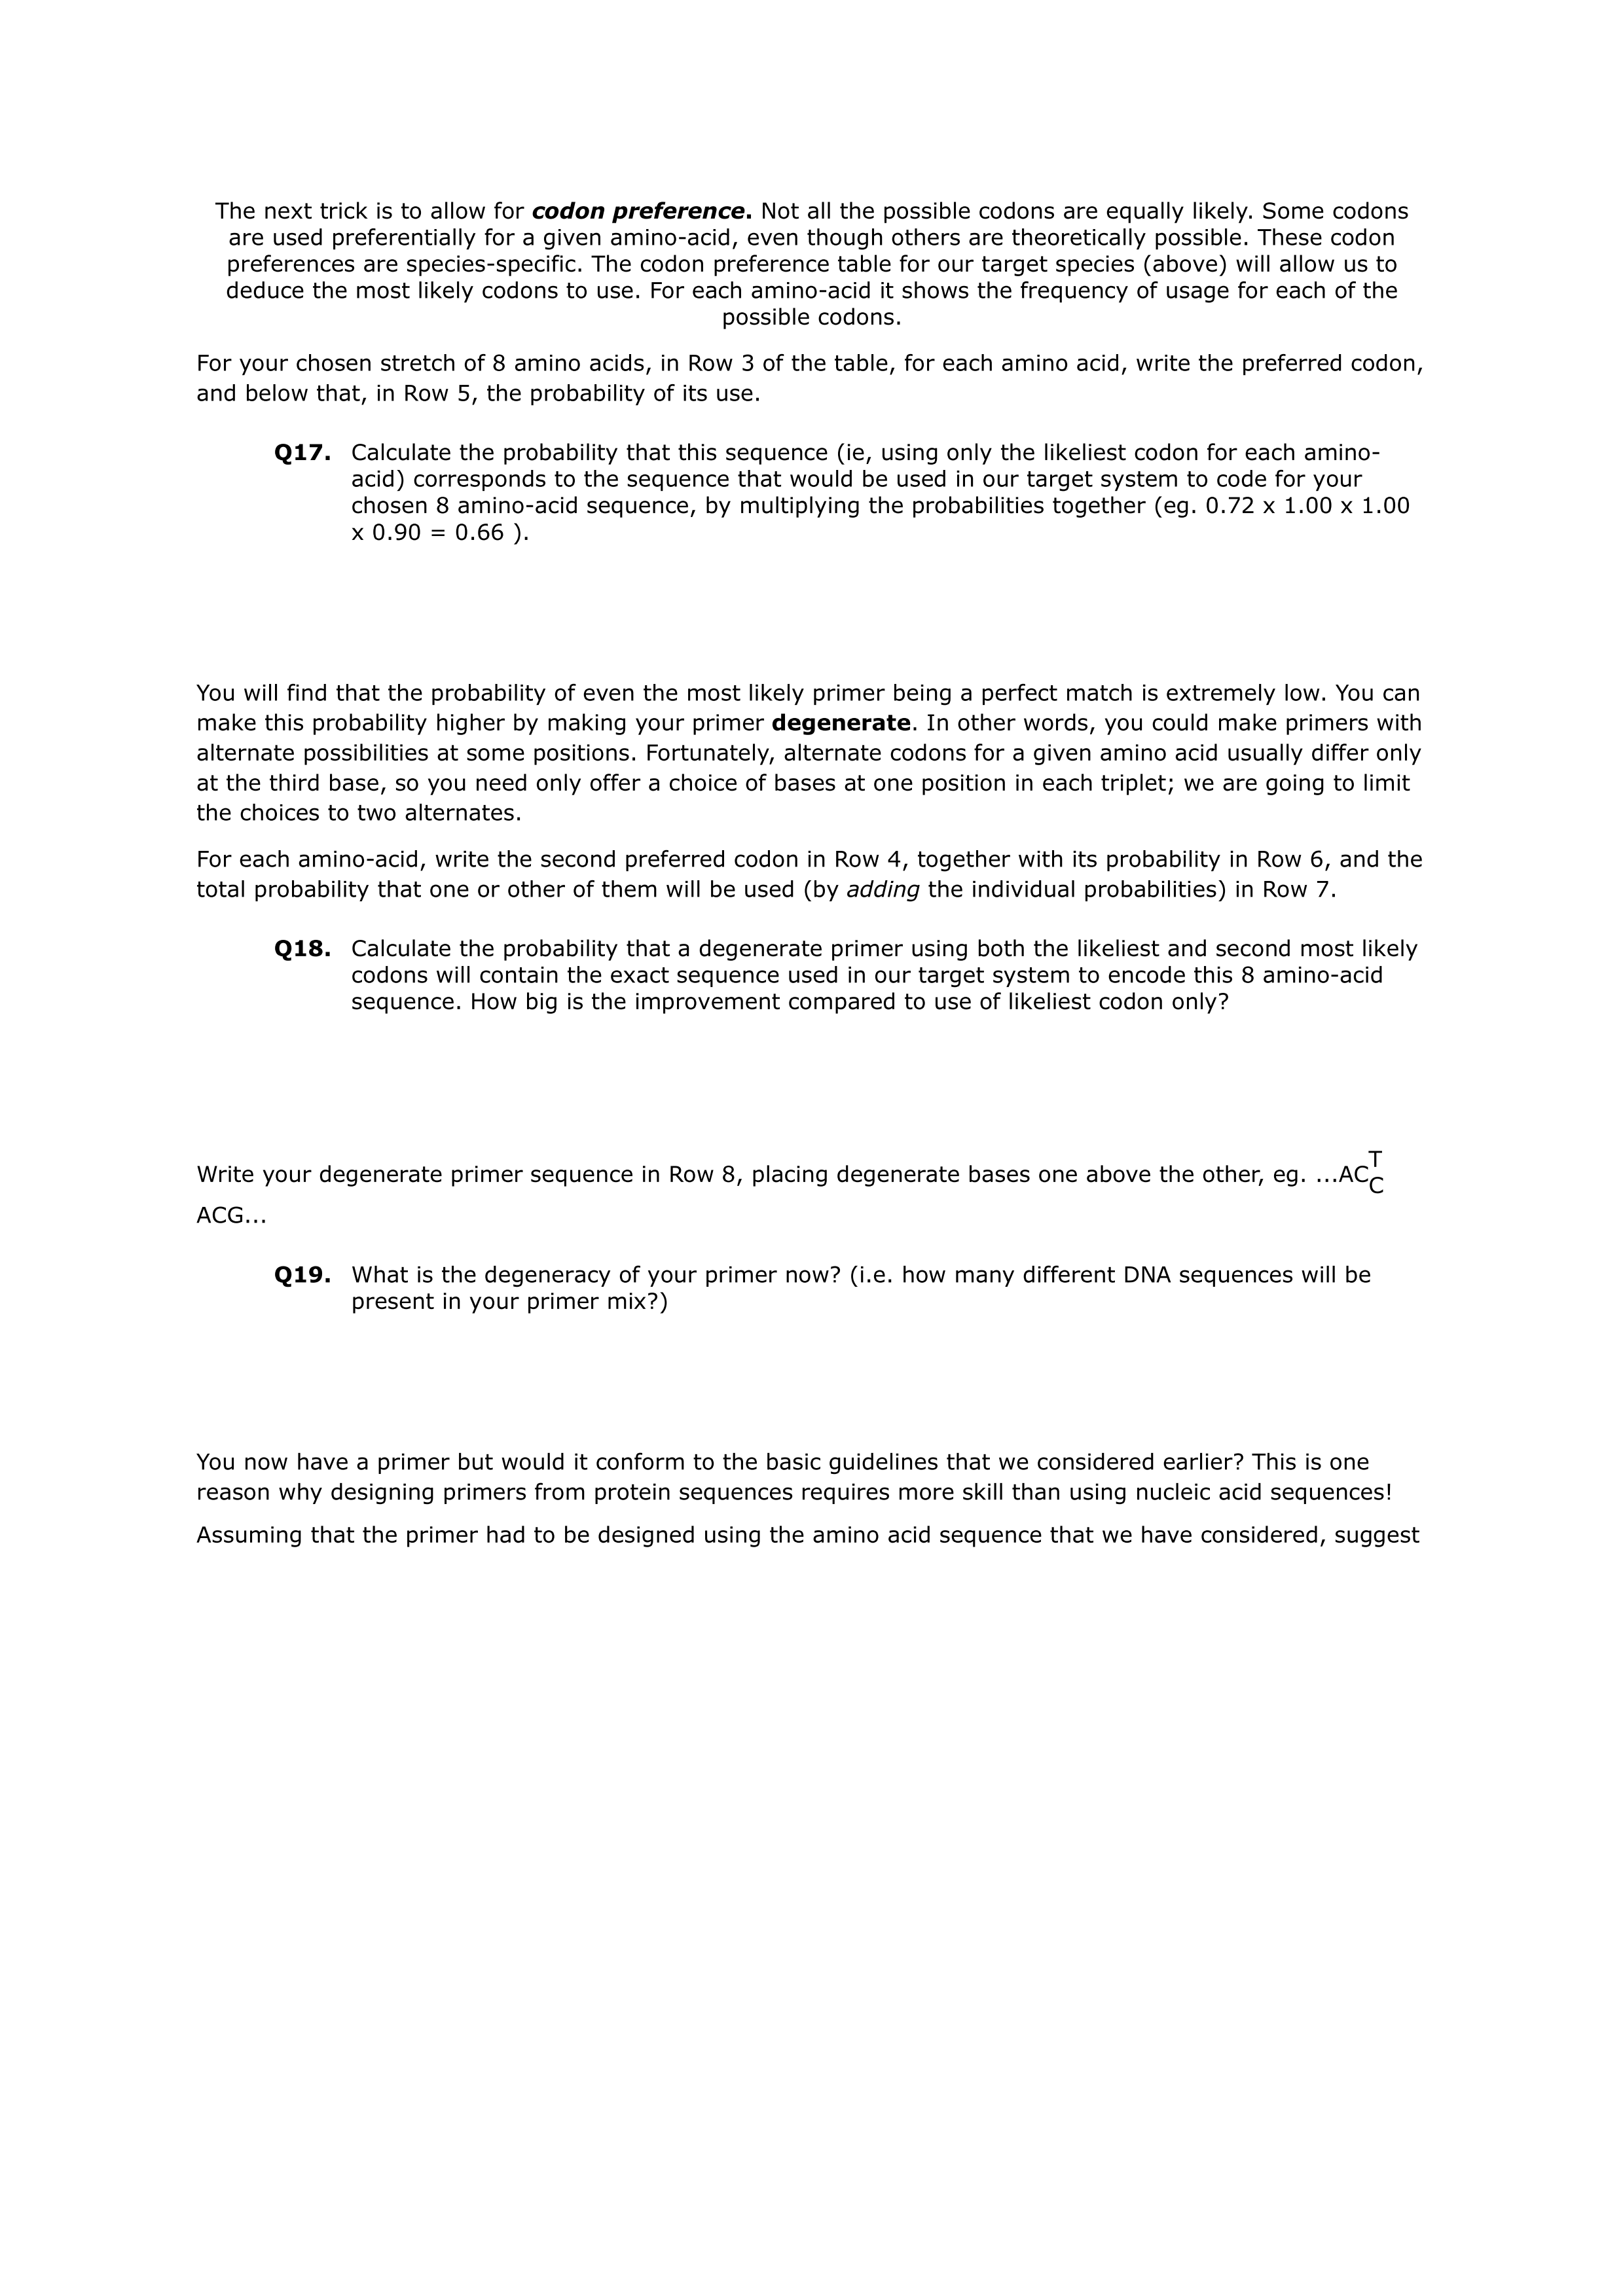 The next trick is to allow for codon preference. Not all the possible codons are equally likely. Some codons
are used preferentially for a given amino-acid, even though others are theoretically possible. These codon
preferences are species-specific. The codon preference table for our target species (above) will allow us to
deduce the most likely codons to use. For each amino-acid it shows the frequency of usage for each of the
possible codons.
For your chosen stretch of 8 amino acids, in Row 3 of the table, for each amino acid, write the preferred codon,
and below that, in Row 5, the probability of its use.
Q17. Calculate the probability that this sequence (ie, using only the likeliest codon for each amino-
acid) corresponds to the sequence that would be used in our target system to code for your
chosen 8 amino-acid sequence, by multiplying the probabilities together (eg. 0.72 x 1.00 x 1.00
x 0.90 = 0.66 ).
You will find that the probability of even the most likely primer being a perfect match is extremely low. You can
make this probability higher by making your primer degenerate. In other words, you could make primers with
alternate possibilities at some positions. Fortunately, alternate codons for a given amino acid usually differ only
at the third base, so you need only offer a choice of bases at one position in each triplet; we are going to limit
the choices to two alternates.
For each amino-acid, write the second preferred codon in Row 4, together with its probability in Row 6, and the
total probability that one or other of them will be used (by adding the individual probabilities) in Row 7.
Q18. Calculate the probability that a degenerate primer using both the likeliest and second most likely
codons will contain the exact sequence used in our target system to encode this 8 amino-acid
sequence. How big is the improvement compared to use of likeliest codon only?
Write your degenerate primer sequence in Row 8, placing degenerate bases one above the other, eg. ...AC
T
C
ACG...
Q19. What is the degeneracy of your primer now? (i.e. how many different DNA sequences will be
present in your primer mix?)
You now have a primer but would it conform to the basic guidelines that we considered earlier? This is one
reason why designing primers from protein sequences requires more skill than using nucleic acid sequences!
Assuming that the primer had to be designed using the amino acid sequence that we have considered, suggest